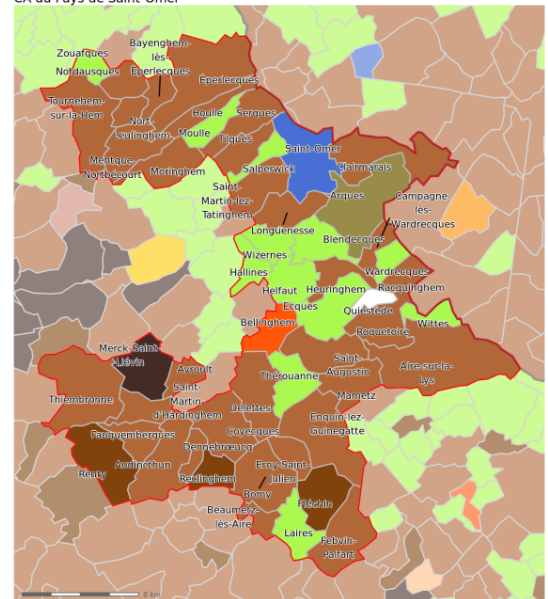 CA du Pays de Saint-Omer
Zouafques
Bayenghem-
lès-
Eperlecques
Nordausques
Éperlecques
Tournehem-
sur-la-Hem
Houlle
Serques
Nort-
Leulinghem
Moulle
Tilques
Saint-Omer
Mentque-
Nortbécourt
Moringhem
Salperwick
Clairmarais
Saint-
Martin-lez-
Tatinghem
Arques
Campagne-
lès-
Wardrecques
Longuenesse
Blendecques
Wizernes
Hallines
Wardrecques
Helfaut
Heuringhem
Racquinghem
Ecques
Quiestède
Bellinghem
Roquetoire
Wittes
Merck-Saint-
Liévin
Avroult
Saint-
Augustin
Aire-sur-la-
Lys
Thérouanne
Saint-
Martin-
d'Hardinghem
Thiembronne
Mametz
Delettes
Enquin-lez-
Guinegatte
Fauquembergues
Coyecques
Dennebrœuq
Audincthun
Renty
Reclinghem
Erny-Saint-
Julien
Bomy
Fléchin
Beaumetz-
lès-Aire
Laires
Febvin-
Palfart
8 km